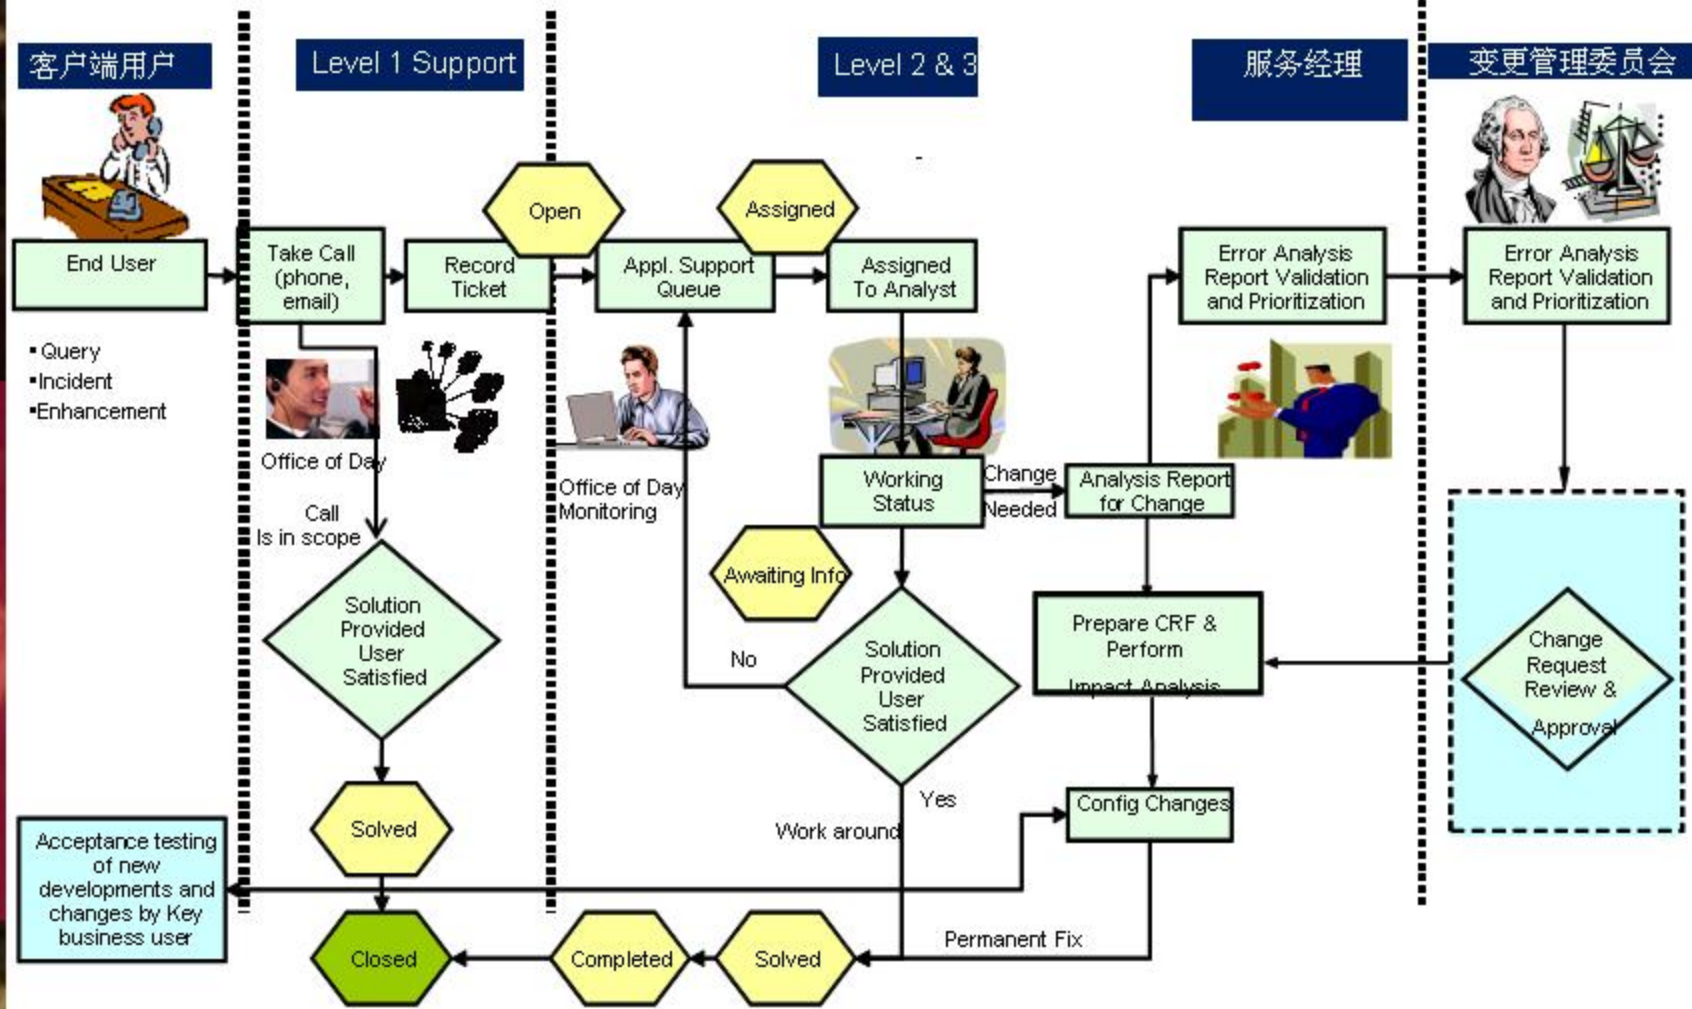 客户端用户
Level 1 Support
Level 2 & 3
服务经理
变更管理委员会
Open
Assigned
End User
Take Call
(phone,
email)
Record
Ticket
Appl. Support
Queue
Assigned
To Analyst
Error Analysis
Report Validation
and Prioritization
Error Analysis
Report Validation
and Prioritization
▪Query
▪Incident
▪Enhancement
Office of Day
Office of Day
Monitoring
Working
Status
Change
Needed
Analysis Report
for Change
Call
Is in scope
Awaiting Info
Solution
Provided
User
Satisfied
No
Solution
Provided
User
Satisfied
Prepare CRF &
Perform
Impact Analysis
Change
Request
Review &
Approval
Yes
Work around
Config Changes
Solved
Acceptance testing
of new
developments and
changes by Key
business user
Closed
Completed
Solved
Permanent Fix